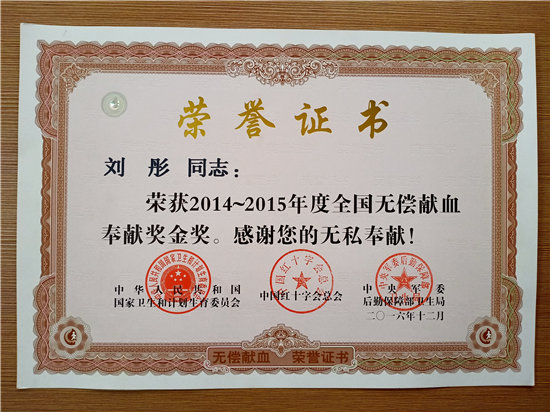 荣誉证书
刘彤 同志：
荣获2014~2015年度全国无偿献血
奉献奖金奖。感谢您的无私奉献！
中华人民共和国
国家卫生和计划生育委员会
中国红十字会总会
中央军委
后勤保障部卫生局
二〇一六年十二月
无偿献血 荣誉证书